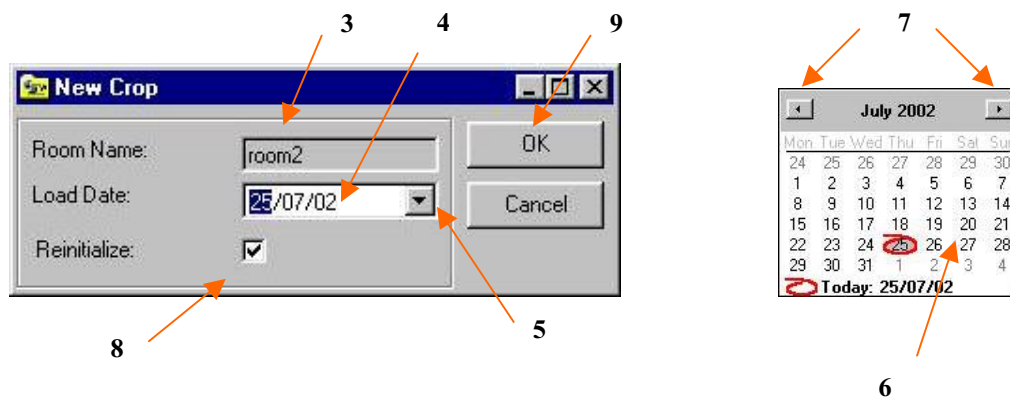 3 4 9 7
New Crop
Room Name: room2
OK
Load Date: 25/07/02
Cancel
Reinitialize:
8
5
July 2002
Mon Tue Wed Thu Fri Sat Sun
24 25 26 27 28 29 30
1 2 3 4 5 6 7
8 9 10 11 12 13 14
15 16 17 18 19 20 21
22 23 24 25 26 27 28
29 30 31 1 2 3 4
Today: 25/07/02
6